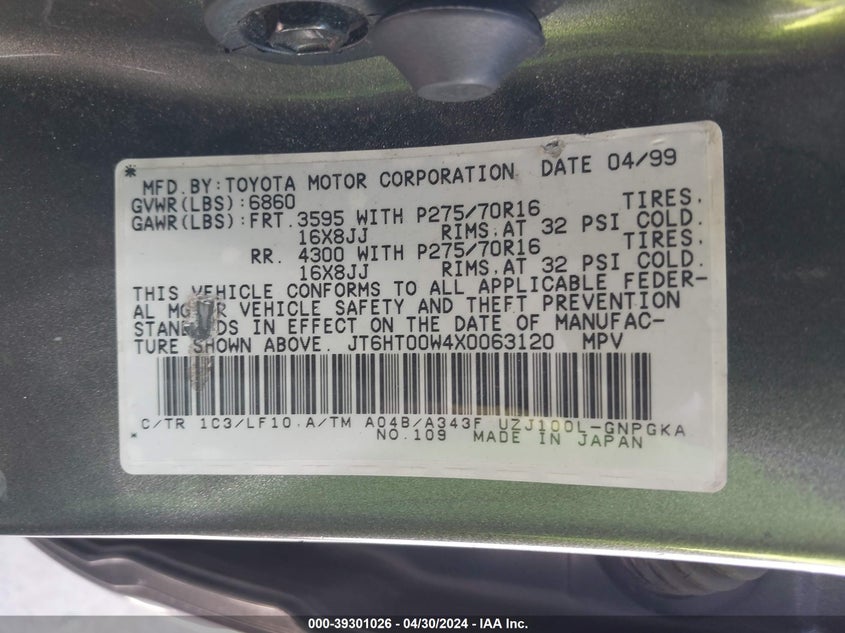 * MFD.BY:TOYOTA MOTOR CORPORATION DATE 04/99
GVWR(LBS):6860
GAWR(LBS):FRT.3595 WITH P275/70R16 TIRES,
16X8JJ RIMS,AT 32 PSI COLD.
RR. 4300 WITH P275/70R16 TIRES,
16X8JJ RIMS,AT 32 PSI COLD.
THIS VEHICLE CONFORMS TO ALL APPLICABLE FEDER-
AL MOTOR VEHICLE SAFETY AND THEFT PREVENTION
STANDARDS IN EFFECT ON THE DATE OF MANUFAC-
TURE SHOWN ABOVE. JT6HT00W4X0063120 MPV
C/TR 1C3/LF10 A/TM A04B/A343F UZJ100L-GNPGKA
* NO.109 MADE IN JAPAN
000-39301026 - 04/30/2024 - IAA Inc.